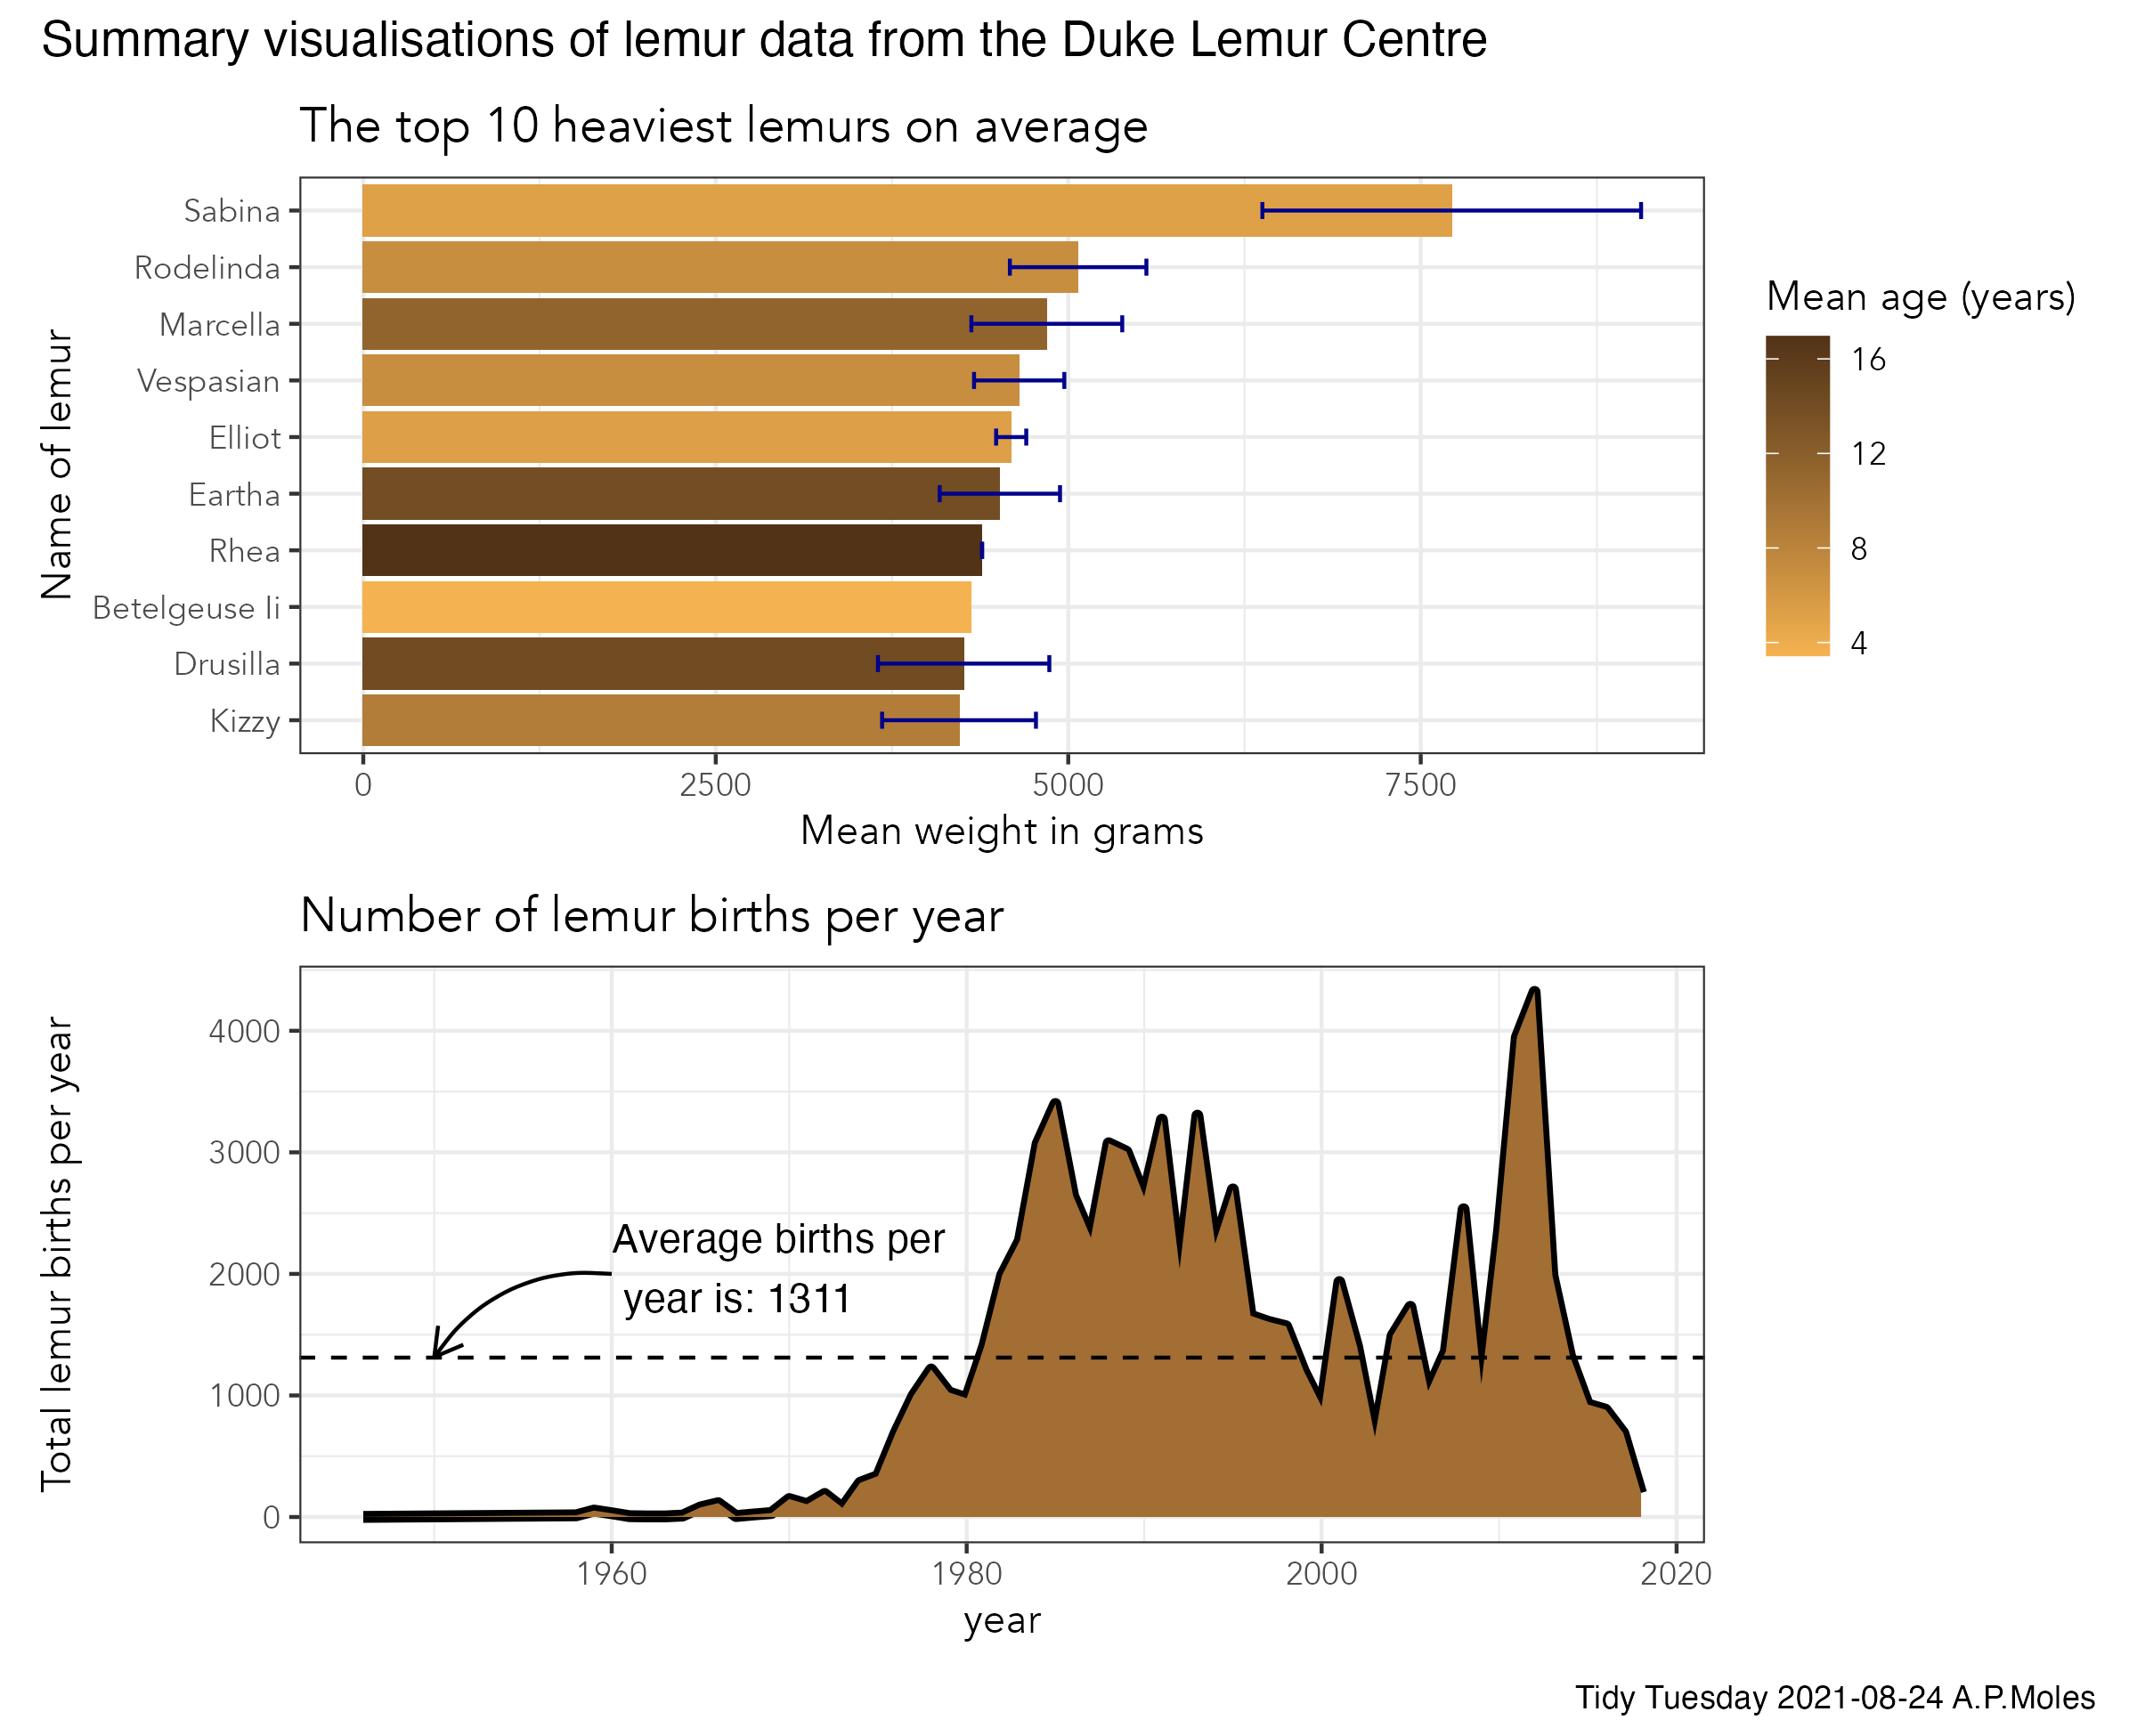 Summary visualisations of lemur data from the Duke Lemur Centre
The top 10 heaviest lemurs on average
Name of lemur
Sabina
Rodelinda
Marcella
Vespasian
Elliot
Eartha
Rhea
Betelgeuse Ii
Drusilla
Kizzy
0 2500 5000 7500
Mean weight in grams
Mean age (years)
16
12
8
4
Number of lemur births per year
Total lemur births per year
4000
3000
2000
1000
0
Average births per
year is: 1311
1960 1980 2000 2020
year
Tidy Tuesday 2021-08-24 A.P.Moles